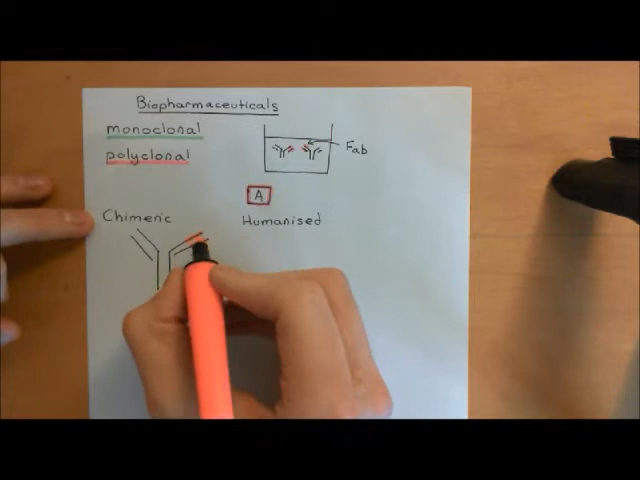 Biopharmaceuticals
monoclonal
polyclonal
Fab
A
Chimeric
Humanised